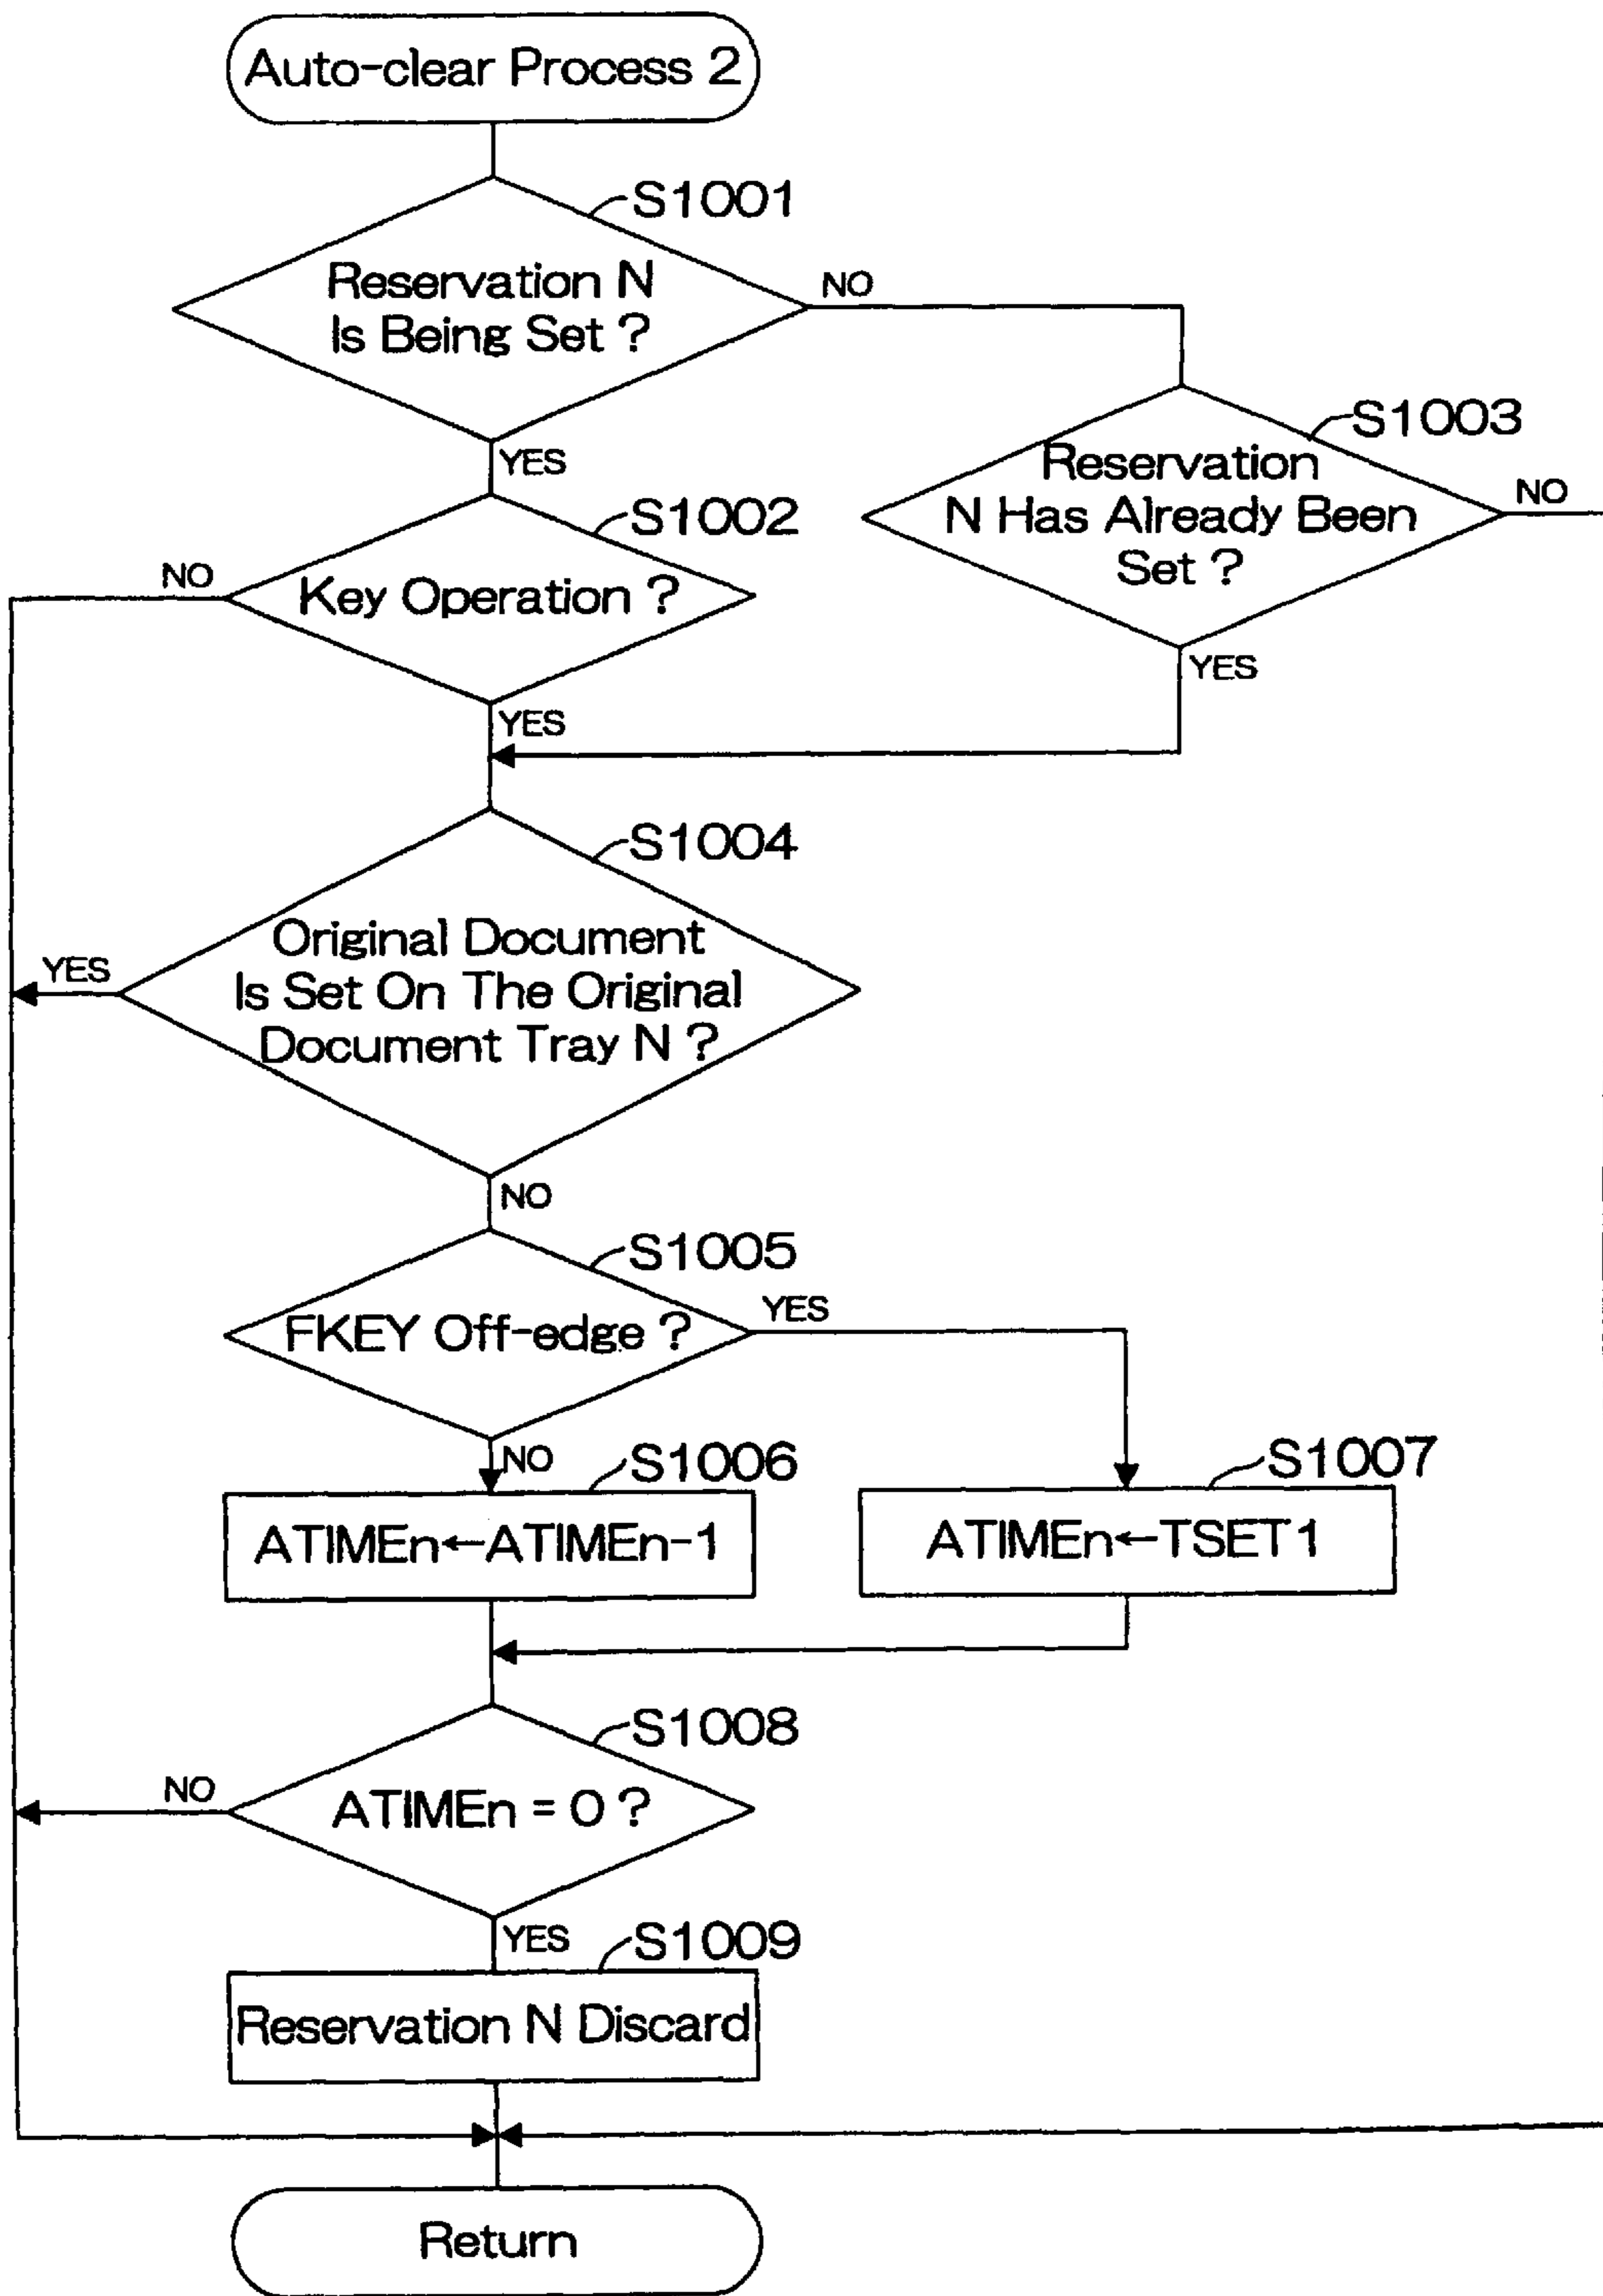 Auto-clear Process 2
S1001
Reservation N
Is Being Set ?
NO
YES
S1003
Reservation
N Has Already Been
Set ?
NO
YES
S1002
Key Operation ?
NO
YES
S1004
Original Document
Is Set On The Original
Document Tray N ?
YES
NO
S1005
FKEY Off-edge ?
YES
NO
S1006
ATIMEn←ATIMEn-1
S1007
ATIMEn←TSET1
S1008
ATIMEn = 0 ?
NO
YES
S1009
Reservation N Discard
Return